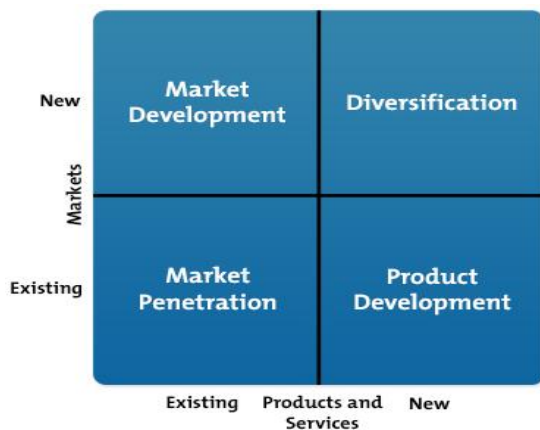 New
Market
Development
Diversification
Markets
Existing
Market
Penetration
Product
Development
Existing
Products and
Services
New